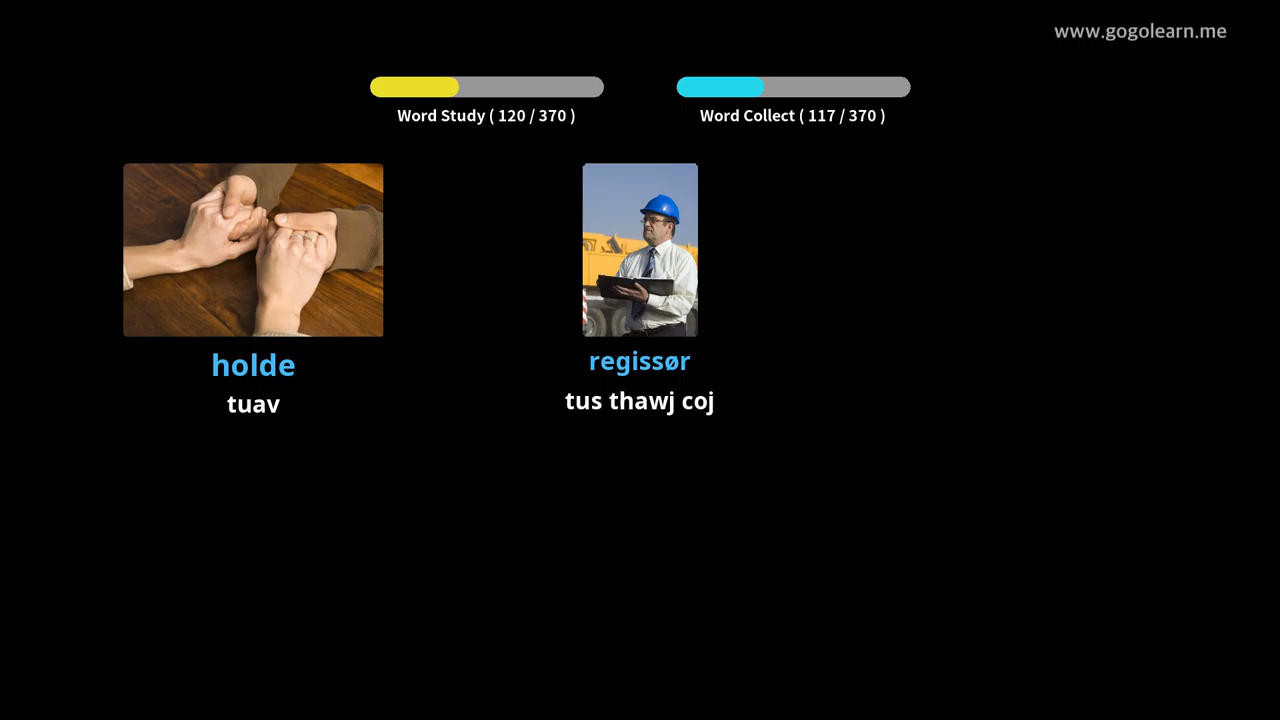 www.gogolearn.me
Word Study ( 120 / 370 )
Word Collect ( 117 / 370 )
holde
tuav
regissør
tus thawj coj